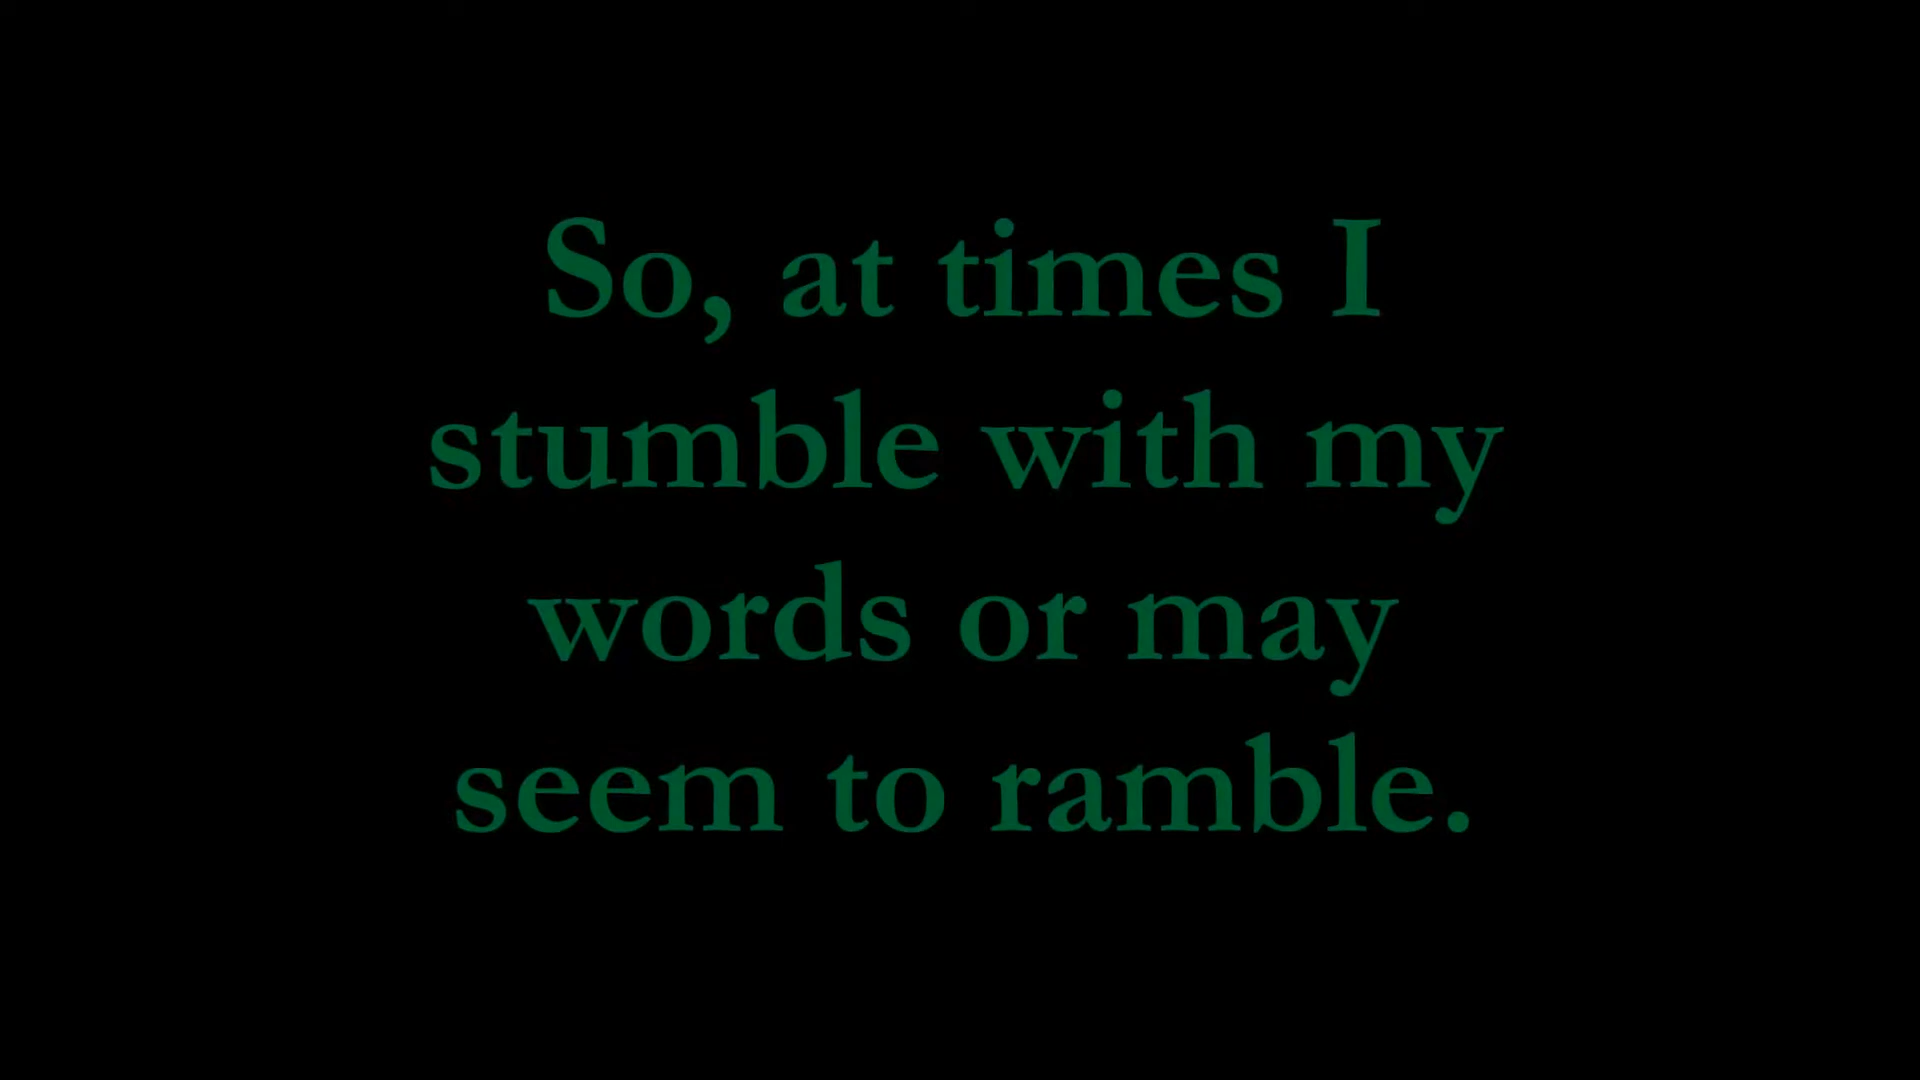 So, at times I
stumble with my
words or may
seem to ramble.